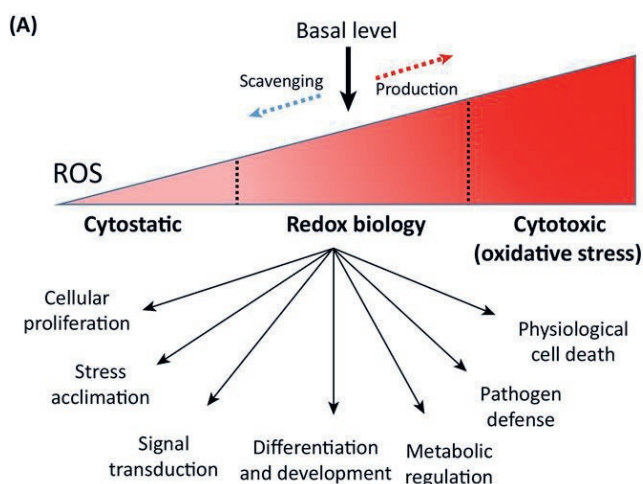 (A)
Basal level
Scavenging
Production
ROS
Cytostatic
Redox biology
Cytotoxic
(oxidative stress)
Cellular
proliferation
Stress
acclimation
Signal
transduction
Differentiation
and development
Metabolic
regulation
Pathogen
defense
Physiological
cell death